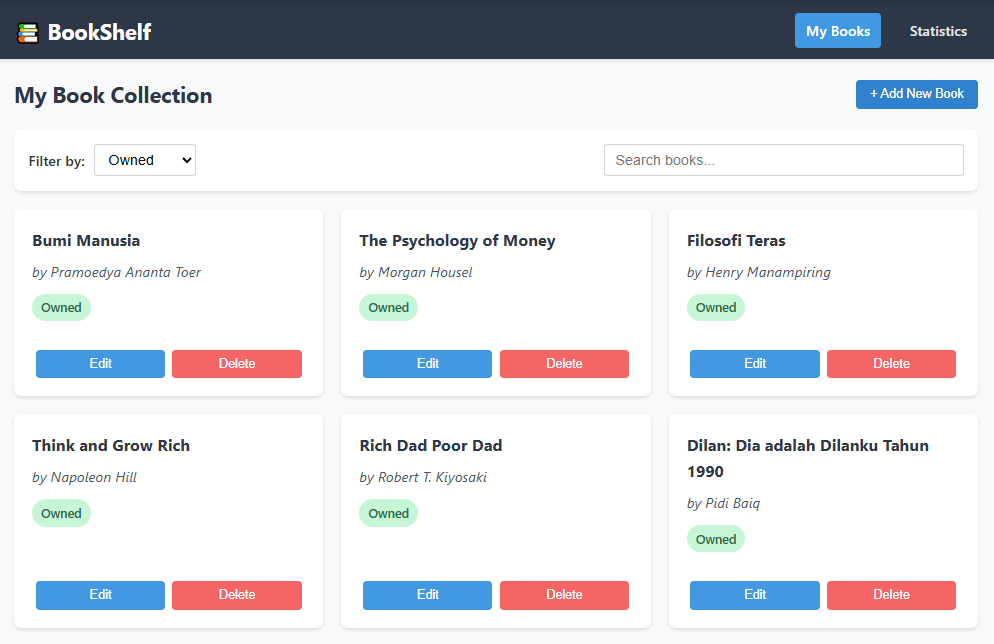 BookShelf
My Books
Statistics
My Book Collection
+ Add New Book
Filter by:
Owned
Search books...
Bumi Manusia
by Pramoedya Ananta Toer
Owned
Edit
Delete
The Psychology of Money
by Morgan Housel
Owned
Edit
Delete
Filosofi Teras
by Henry Manampiring
Owned
Edit
Delete
Think and Grow Rich
by Napoleon Hill
Owned
Edit
Delete
Rich Dad Poor Dad
by Robert T. Kiyosaki
Owned
Edit
Delete
Dilan: Dia adalah Dilanku Tahun
1990
by Pidi Baiq
Owned
Edit
Delete